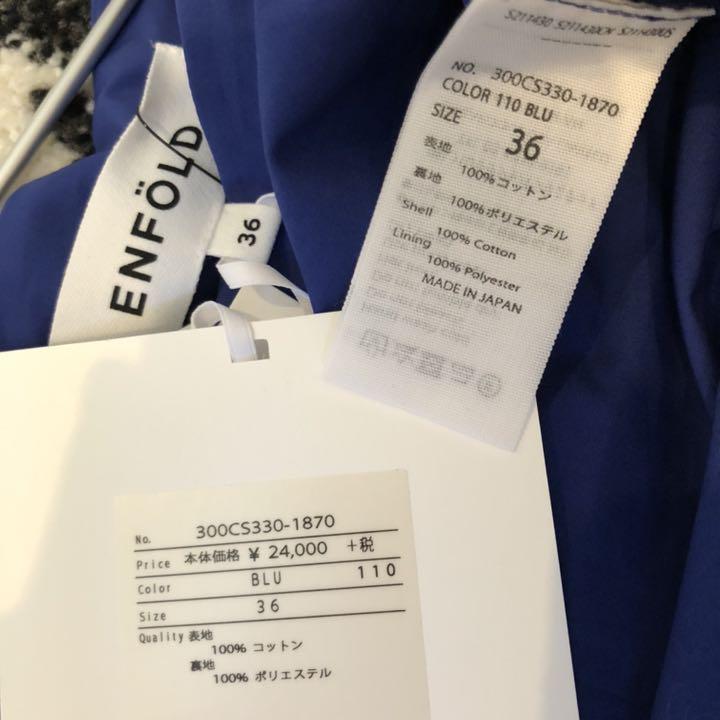 ENFÖLD
36
NO. 300CS330-1870
COLOR 110 BLU
SIZE 36
表地 100%コットン
裏地 100%ポリエステル
Shell 100% Cotton
Lining 100% Polyester
MADE IN JAPAN
No. 300CS330-1870
Price 本体価格 ¥ 24,000 +税
Color BLU 110
Size 36
Quality 表地
100% コットン
裏地
100% ポリエステル